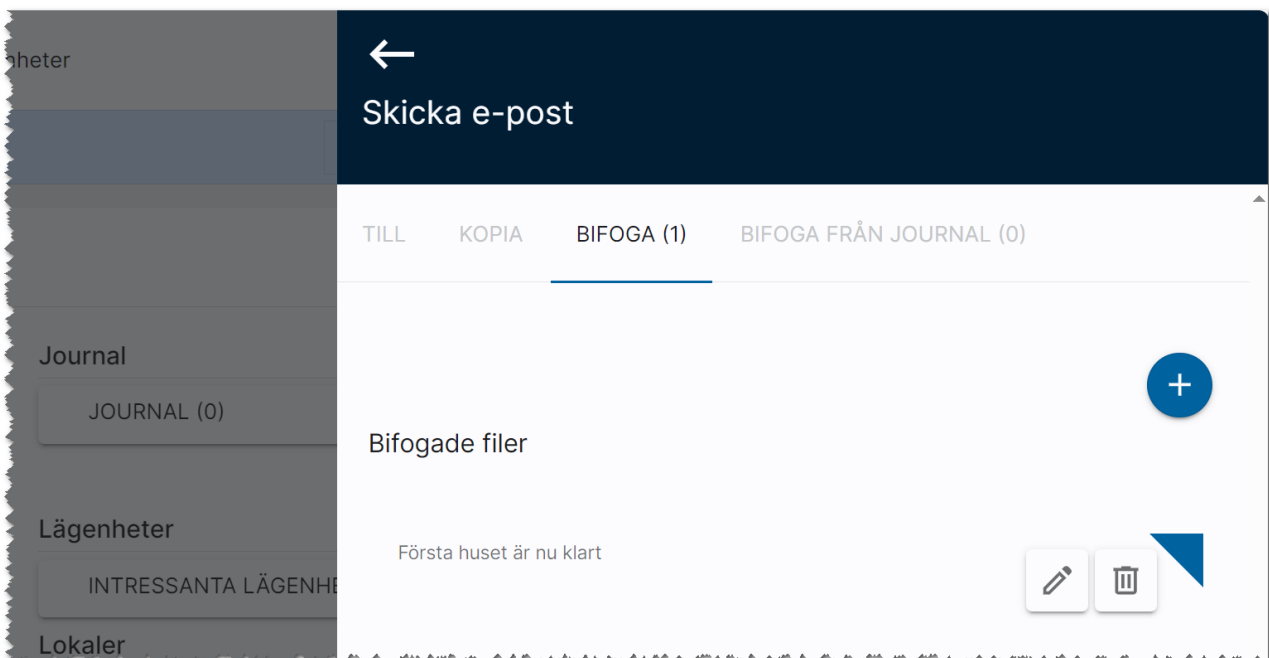 nheter
Skicka e-post
TILL KOPIA BIFOGA (1) BIFOGA FRÅN JOURNAL (0)
Journal
JOURNAL (0)
Bifogade filer
Lägenheter
Första huset är nu klart
INTRESSANTA LÄGENHE
Lokaler